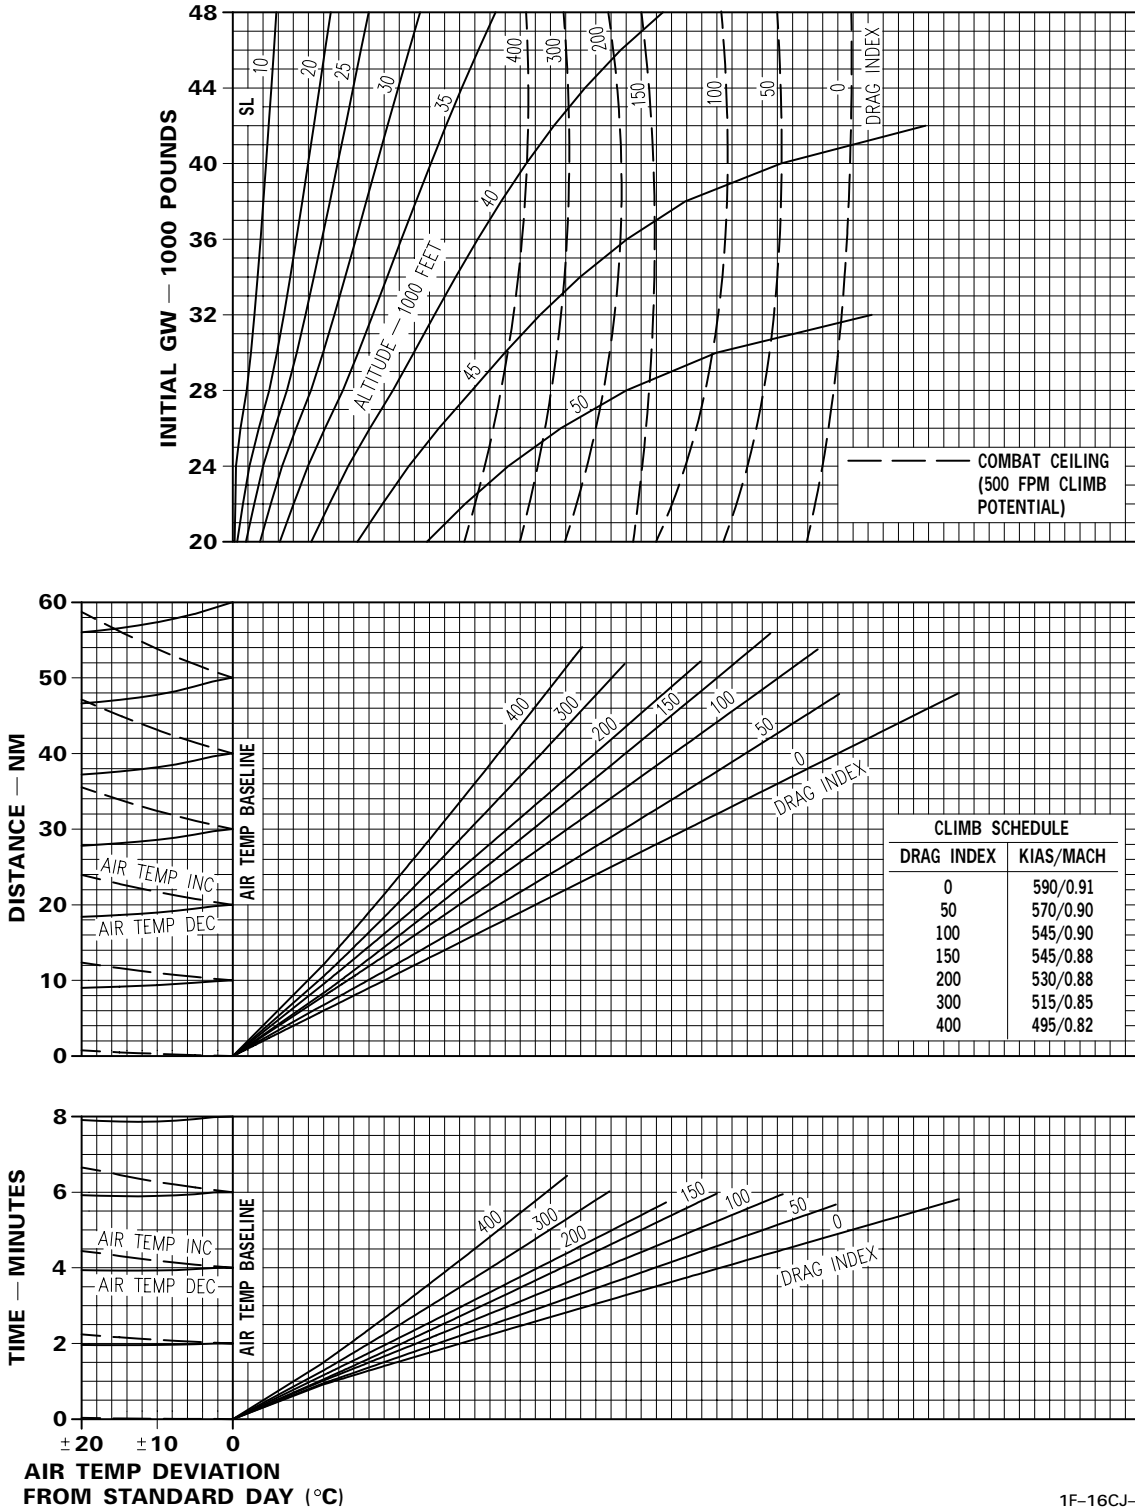 48
44
40
36
32
28
24
20
INITIAL GW — 1000 POUNDS
SL
10
20
25
30
35
40
45
50
ALTITUDE — 1000 FEET
400
300
200
150
100
50
0
DRAG INDEX
COMBAT CEILING
(500 FPM CLIMB
POTENTIAL)
60
50
40
30
20
10
0
DISTANCE — NM
AIR TEMP INC
AIR TEMP DEC
AIR TEMP BASELINE
400
300
200
150
100
50
0
DRAG INDEX
CLIMB SCHEDULE
DRAG INDEX KIAS/MACH
0 590/0.91
50 570/0.90
100 545/0.90
150 545/0.88
200 530/0.88
300 515/0.85
400 495/0.82
8
6
4
2
0
TIME — MINUTES
AIR TEMP INC
AIR TEMP DEC
AIR TEMP BASELINE
400
300
200
150
100
50
0
DRAG INDEX
±20 ±10 0
AIR TEMP DEVIATION
FROM STANDARD DAY (°C)
1F-16CJ-